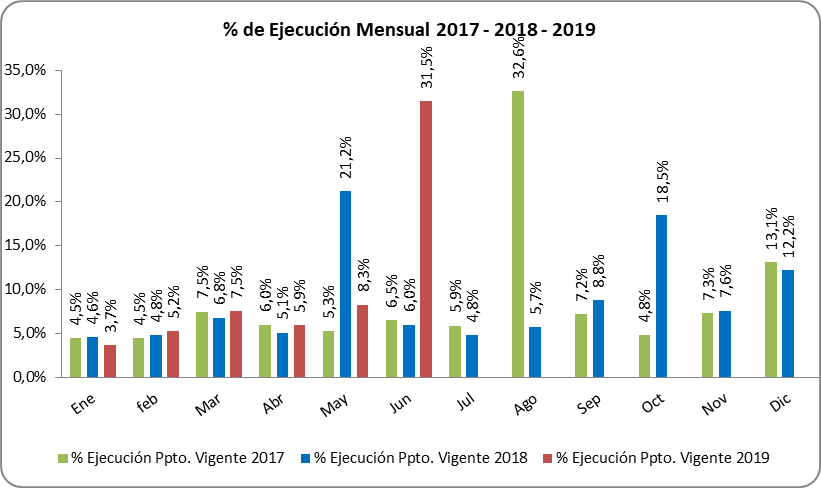 % de Ejecución Mensual 2017 - 2018 - 2019
35,0%
30,0%
25,0%
20,0%
15,0%
10,0%
5,0%
0,0%
4,5%
4,6%
3,7%
4,5%
4,8%
5,2%
7,5%
6,8%
7,5%
6,0%
5,1%
5,9%
5,3%
21,2%
8,3%
6,5%
6,0%
31,5%
5,9%
4,8%
32,6%
5,7%
7,2%
8,8%
4,8%
18,5%
7,3%
7,6%
13,1%
12,2%
Ene
feb
Mar
Abr
May
Jun
Jul
Ago
Sep
Oct
Nov
Dic
% Ejecución Ppto. Vigente 2017
% Ejecución Ppto. Vigente 2018
% Ejecución Ppto. Vigente 2019